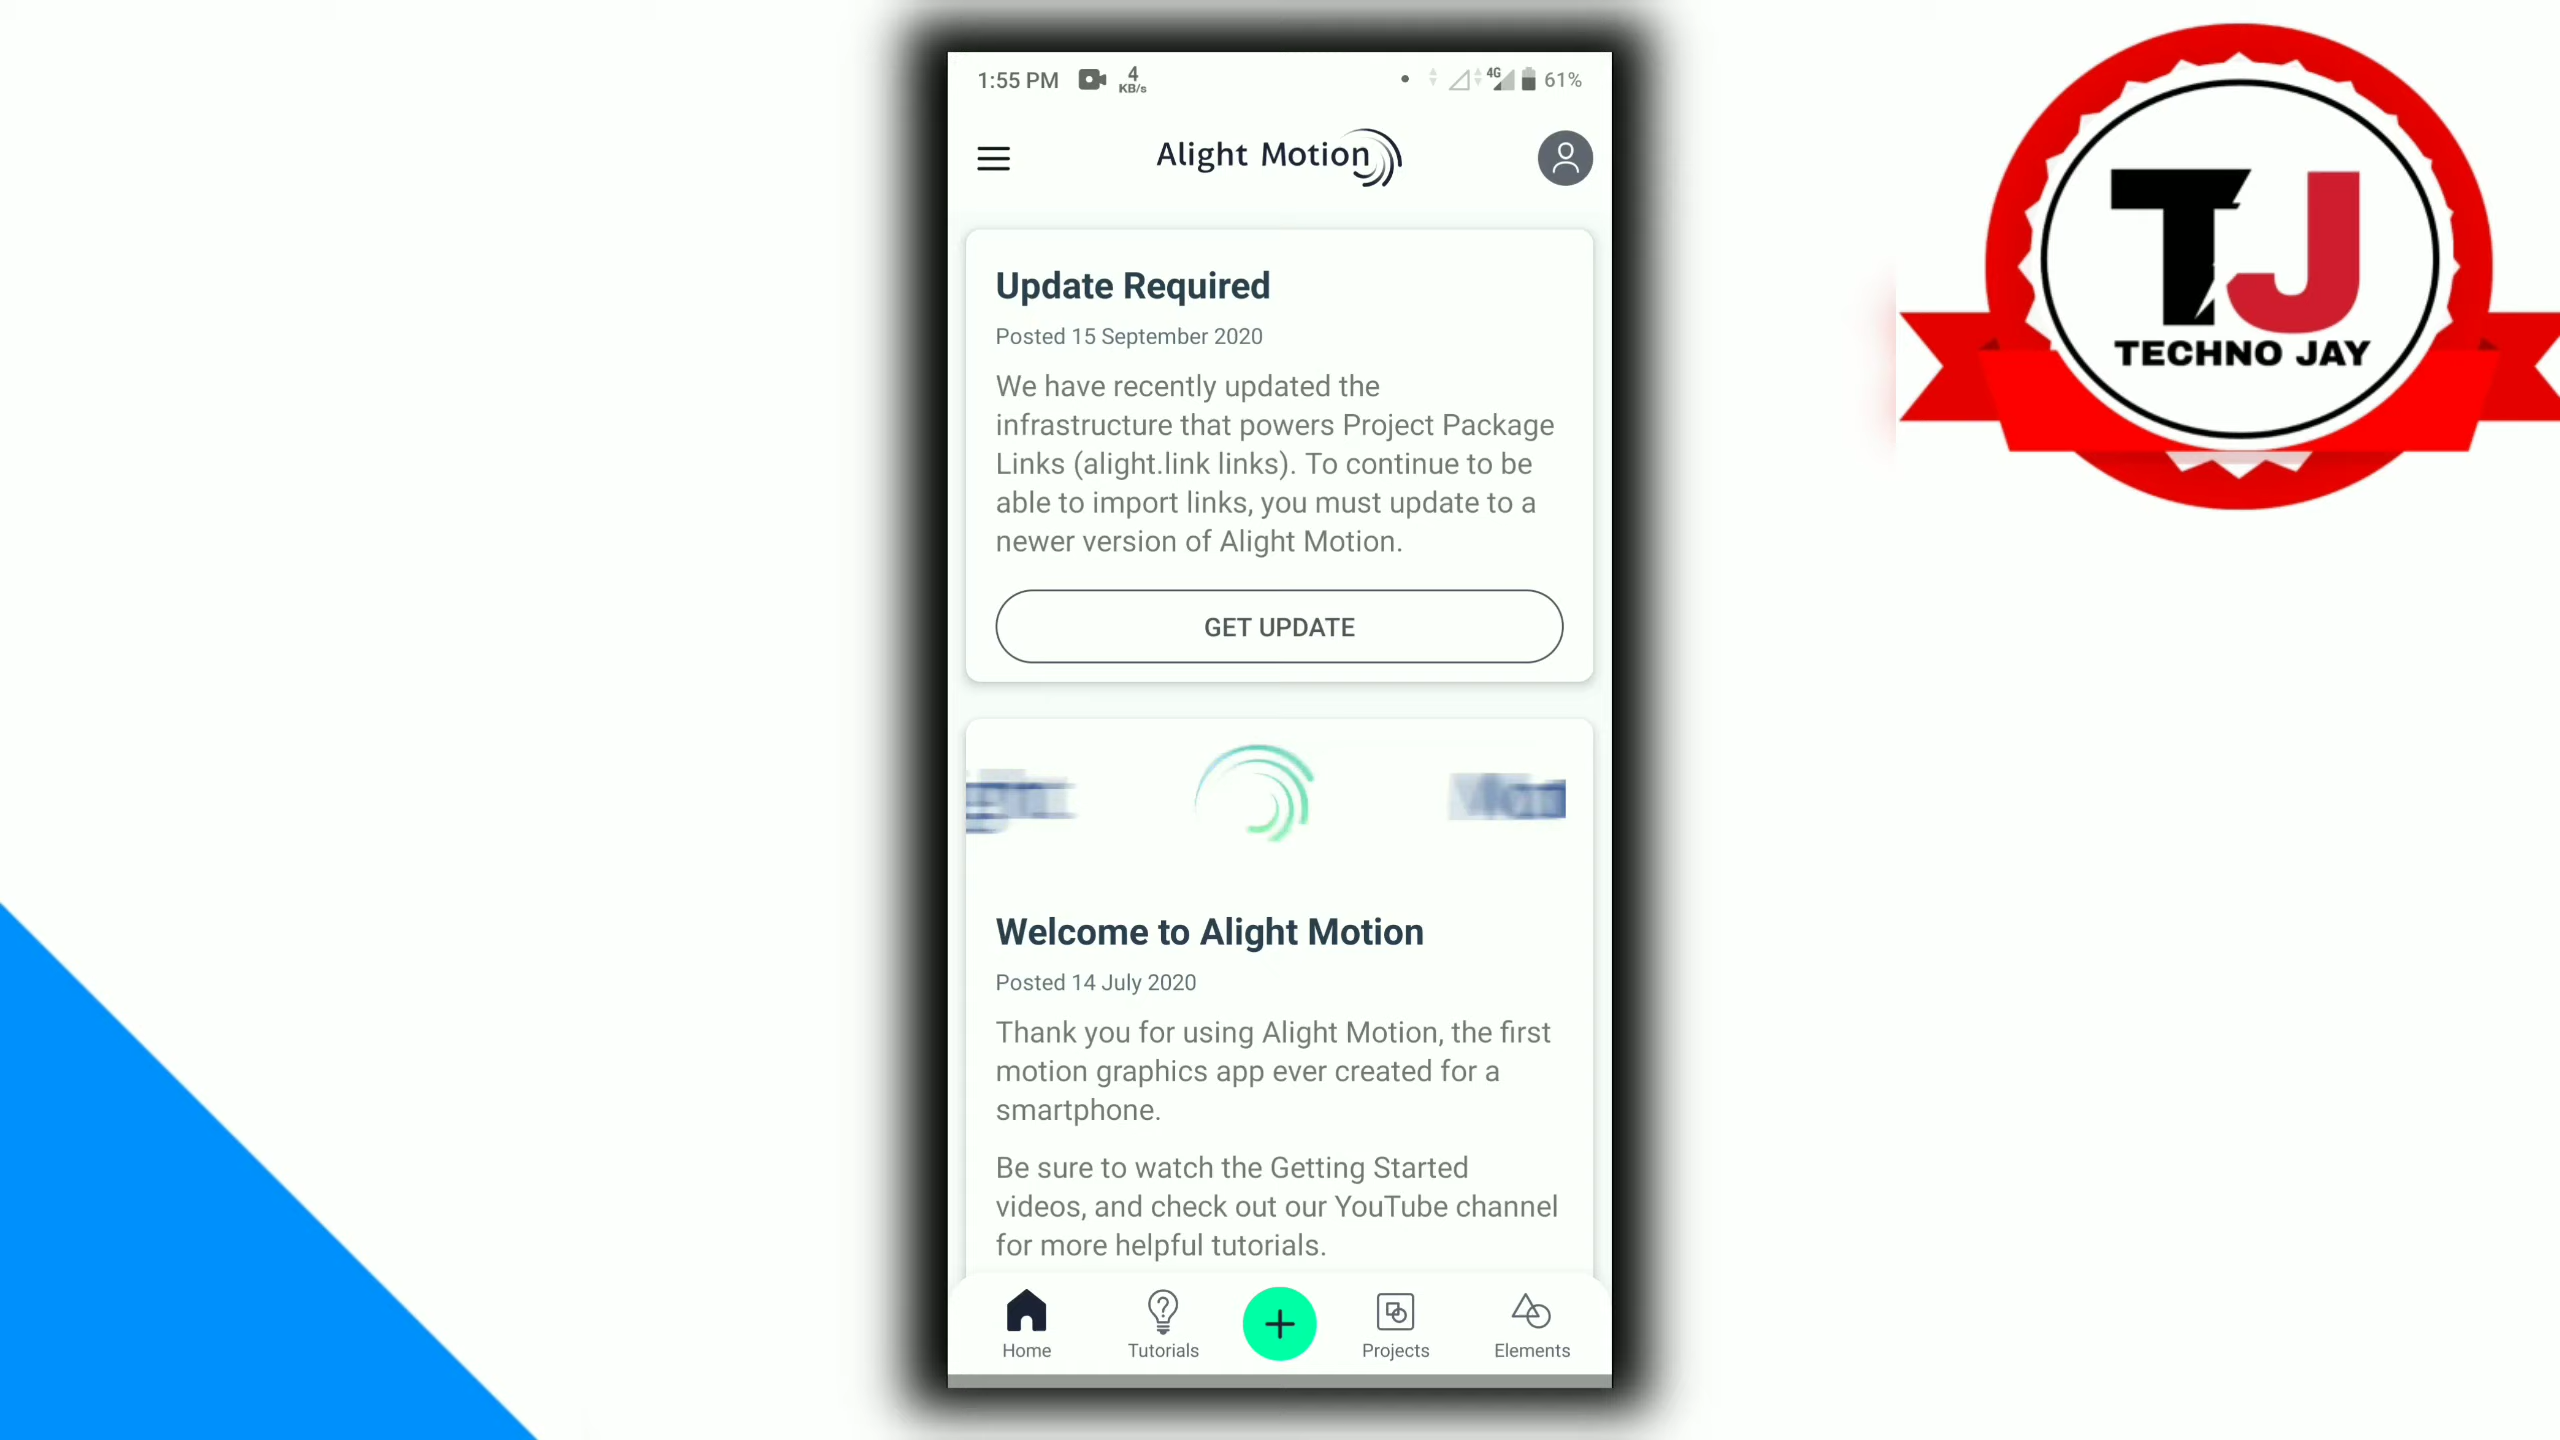 1:55 PM
4
KB/s
4G
61%
Alight Motion
Update Required
Posted 15 September 2020
We have recently updated the
infrastructure that powers Project Package
Links (alight.link links). To continue to be
able to import links, you must update to a
newer version of Alight Motion.
GET UPDATE
Welcome to Alight Motion
Posted 14 July 2020
Thank you for using Alight Motion, the first
motion graphics app ever created for a
smartphone.
Be sure to watch the Getting Started
videos, and check out our YouTube channel
for more helpful tutorials.
Home
Tutorials
Projects
Elements
TJ
TECHNO JAY